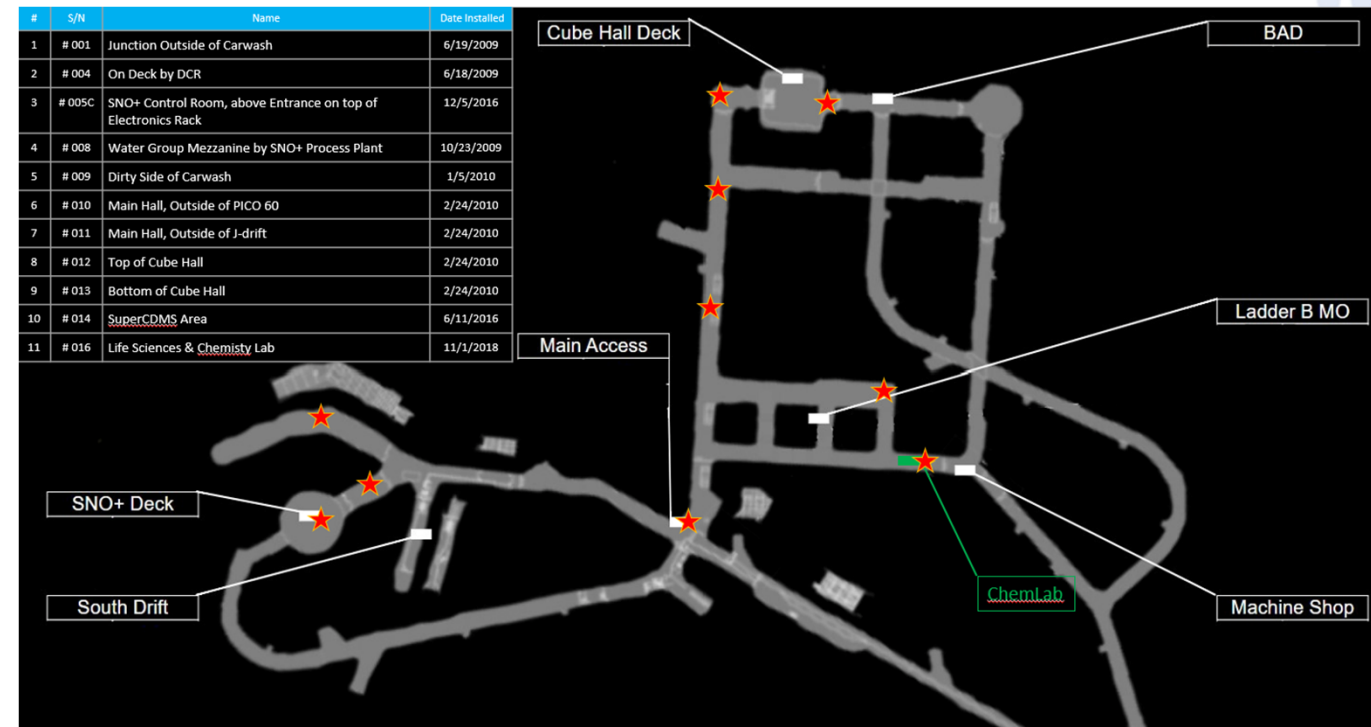 # S/N Name Date Installed
1 # 001 Junction Outside of Carwash 6/19/2009
2 # 004 On Deck by DCR 6/18/2009
3 # 005C SNO+ Control Room, above Entrance on top of
Electronics Rack 12/5/2016
4 # 008 Water Group Mezzanine by SNO+ Process Plant 10/23/2009
5 # 009 Dirty Side of Carwash 1/5/2010
6 # 010 Main Hall, Outside of PICO 60 2/24/2010
7 # 011 Main Hall, Outside of J-drift 2/24/2010
8 # 012 Top of Cube Hall 2/24/2010
9 # 013 Bottom of Cube Hall 2/24/2010
10 # 014 SuperCDMS Area 6/11/2016
11 # 016 Life Sciences & Chemisty Lab 11/1/2018
Cube Hall Deck
BAD
Ladder B MO
Main Access
SNO+ Deck
South Drift
ChemLab
Machine Shop